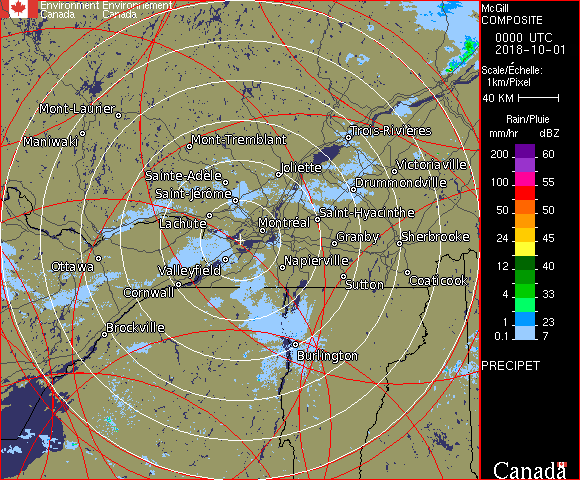 Environment Environnement
Canada Canada
McGill
COMPOSITE
0000 UTC
2018-10-01
Scale/Échelle:
1km/Pixel
40 KM
Rain/Pluie
mm/hr dBZ
200 60
100 55
50 50
24 45
12 40
4 33
1 23
0.1 7
PRECIPET
Canada
Mont-Laurier
Maniwaki
Mont-Tremblant
Trois-Rivières
Joliette
Victoriaville
Sainte-Adèle
Drummondville
Saint-Jérôme
Saint-Hyacinthe
Lachute
Montréal
Granby
Sherbrooke
Ottawa
Valleyfield
Napierville
Cornwall
Sutton
Coaticook
Brockville
Burlington